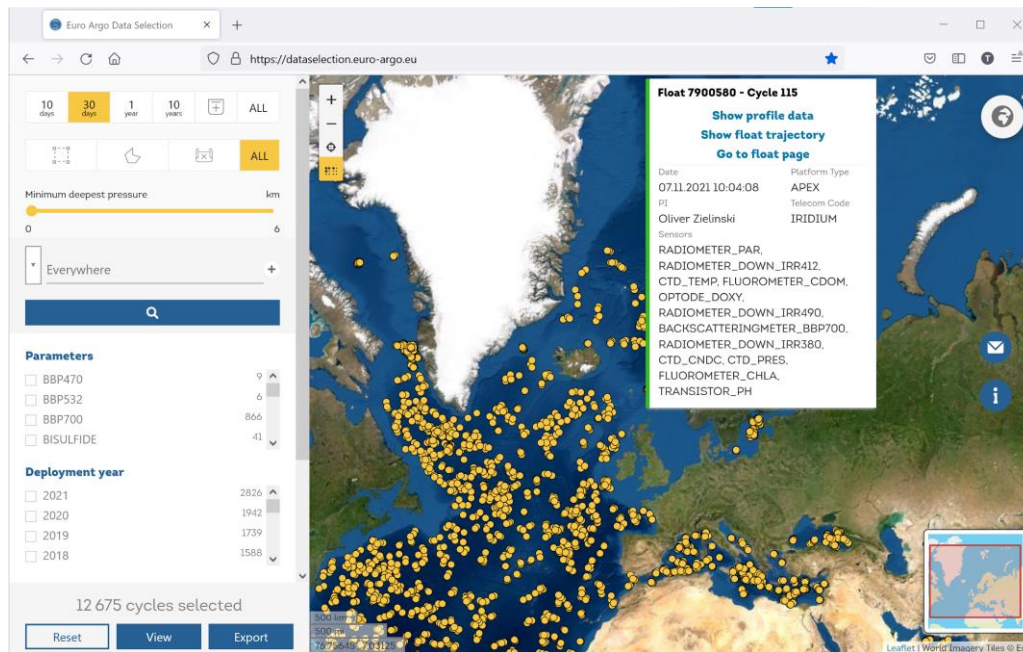 Euro Argo Data Selection
https://dataselection.euro-argo.eu
T
10 days
30 days
1 year
10 years
ALL
ALL
Minimum deepest pressure km
0 6
Everywhere
+
Parameters
BBP470 9
BBP532 6
BBP700 866
BISULFIDE 41
Deployment year
2021 2826
2020 1942
2019 1739
2018 1588
12 675 cycles selected
Reset View Export
+
−
Float 7900580 - Cycle 115
Show profile data
Show float trajectory
Go to float page
Date Platform Type
07.11.2021 10:04:08 APEX
PI Telecom Code
Oliver Zielinski IRIDIUM
Sensors
RADIOMETER_PAR,
RADIOMETER_DOWN_IRR412,
CTD_TEMP, FLUOROMETER_CDOM,
OPTODE_DOXY,
RADIOMETER_DOWN_IRR490,
BACKSCATTERINGMETER_BBP700,
RADIOMETER_DOWN_IRR380,
CTD_CNDC, CTD_PRES,
FLUOROMETER_CHLA,
TRANSISTOR_PH
i
500 km
500
Leaflet | World Imagery Tiles © E